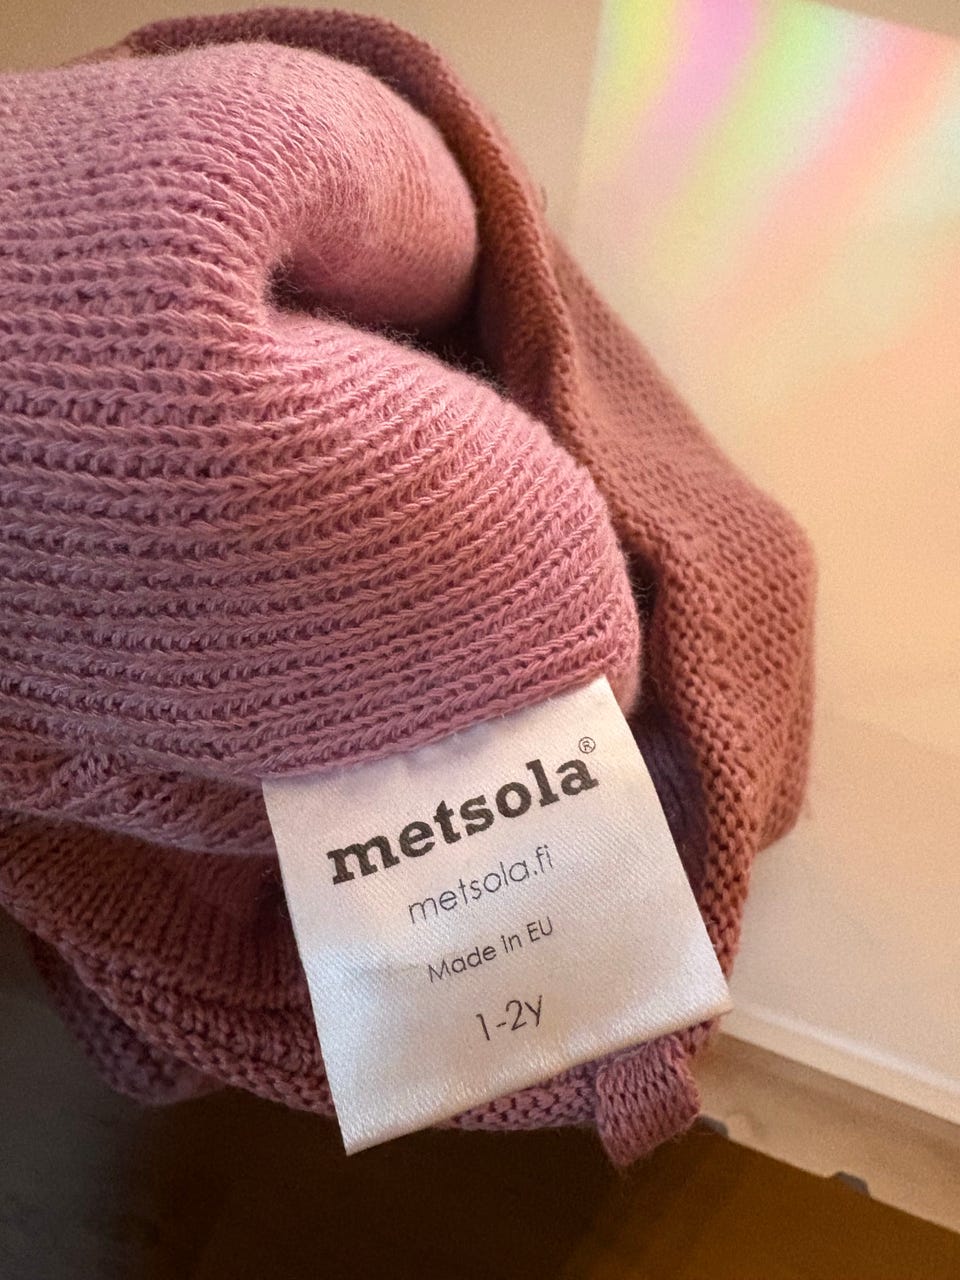 metsola®
metsola.fi
Made in EU
1-2y